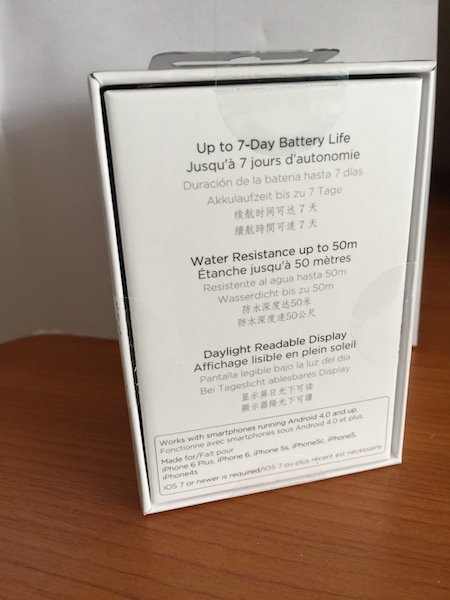 Up to 7-Day Battery Life
Jusqu'à 7 jours d'autonomie
Duración de la batería hasta 7 días
Akkulaufzeit bis zu 7 Tage
续航时间可达 7 天
續航時間可達 7 天
Water Resistance up to 50m
Étanche jusqu'à 50 mètres
Resistente al agua hasta 50m
Wasserdicht bis zu 50m
防水深度达50米
防水深度達50公尺
Daylight Readable Display
Affichage lisible en plein soleil
Pantalla legible bajo la luz del día
Bei Tageslicht ablesbares Display
显示屏日光下可读
顯示器陽光下可讀
Works with smartphones running Android 4.0 and up.
Fonctionne avec smartphones sous Android 4.0 et plus.
Made for/Fait pour
iPhone 6 Plus, iPhone 6, iPhone 5s, iPhone5c, iPhone5,
iPhone4s
iOS 7 or newer is required/iOS 7 ou plus récent est nécessaire